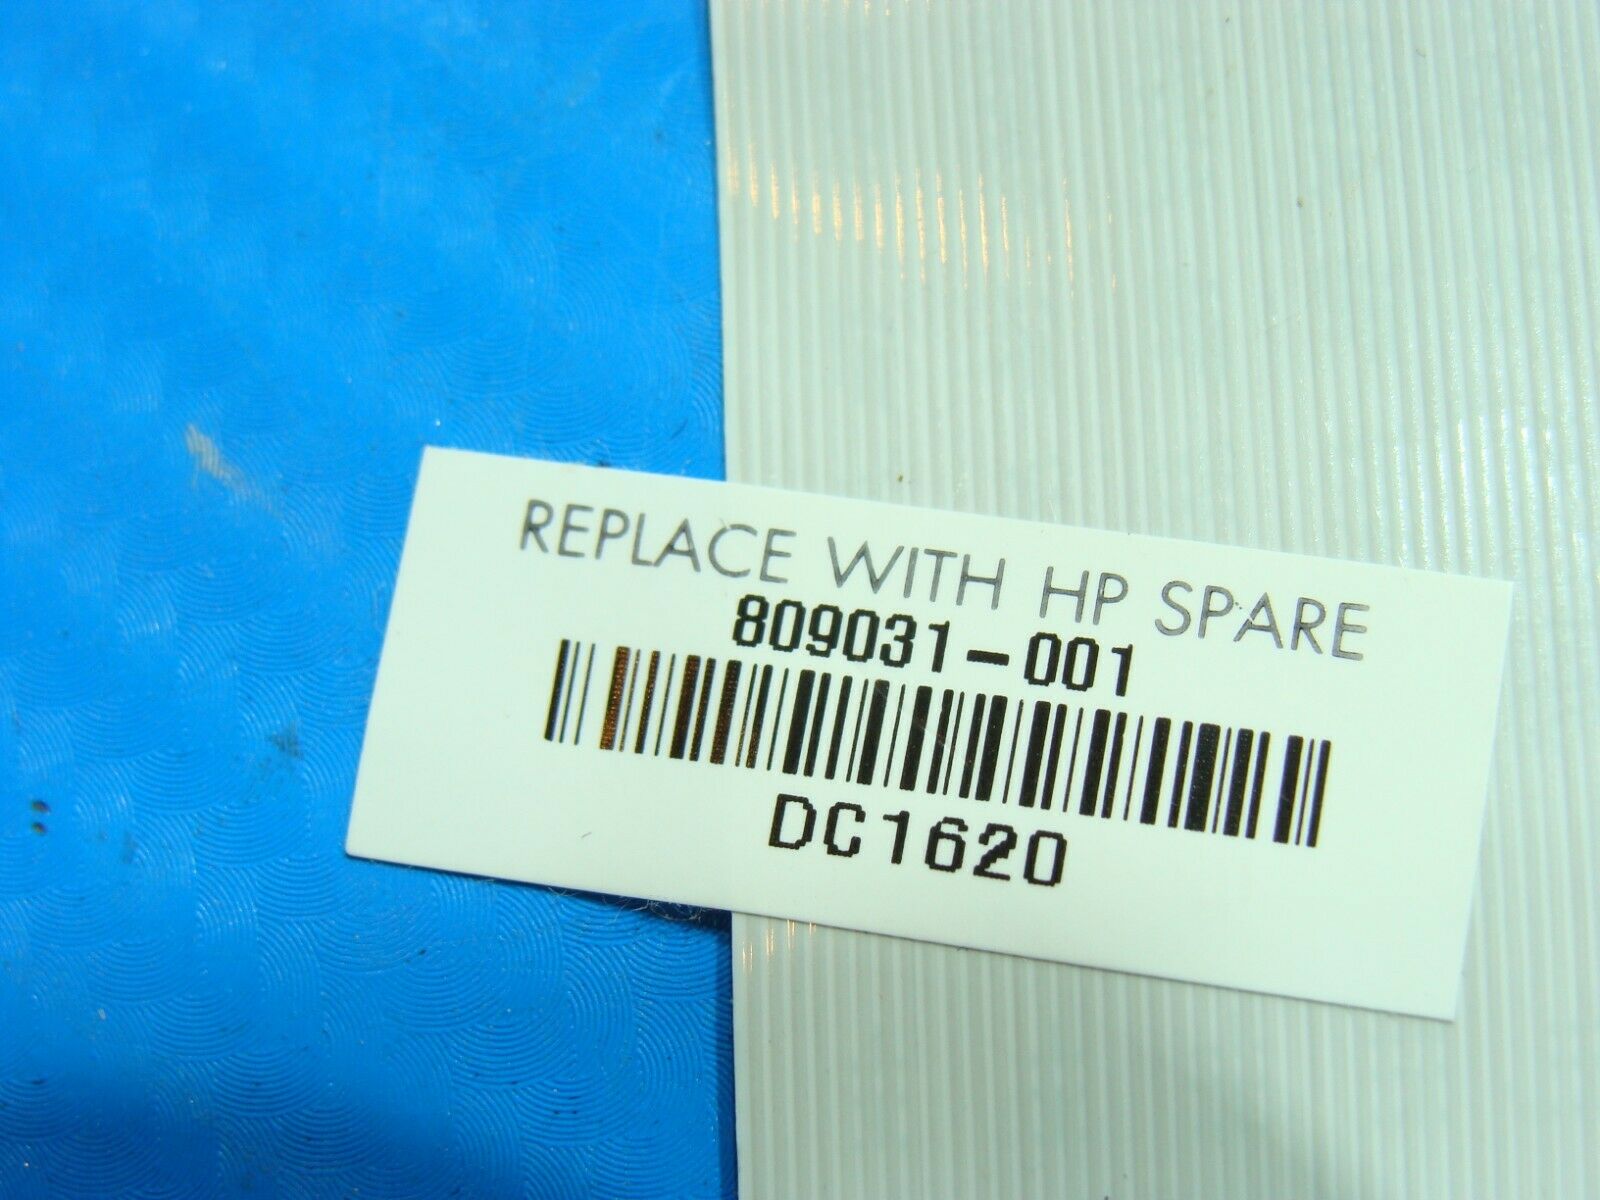 REPLACE WITH HP SPARE
809031-001
DC1620